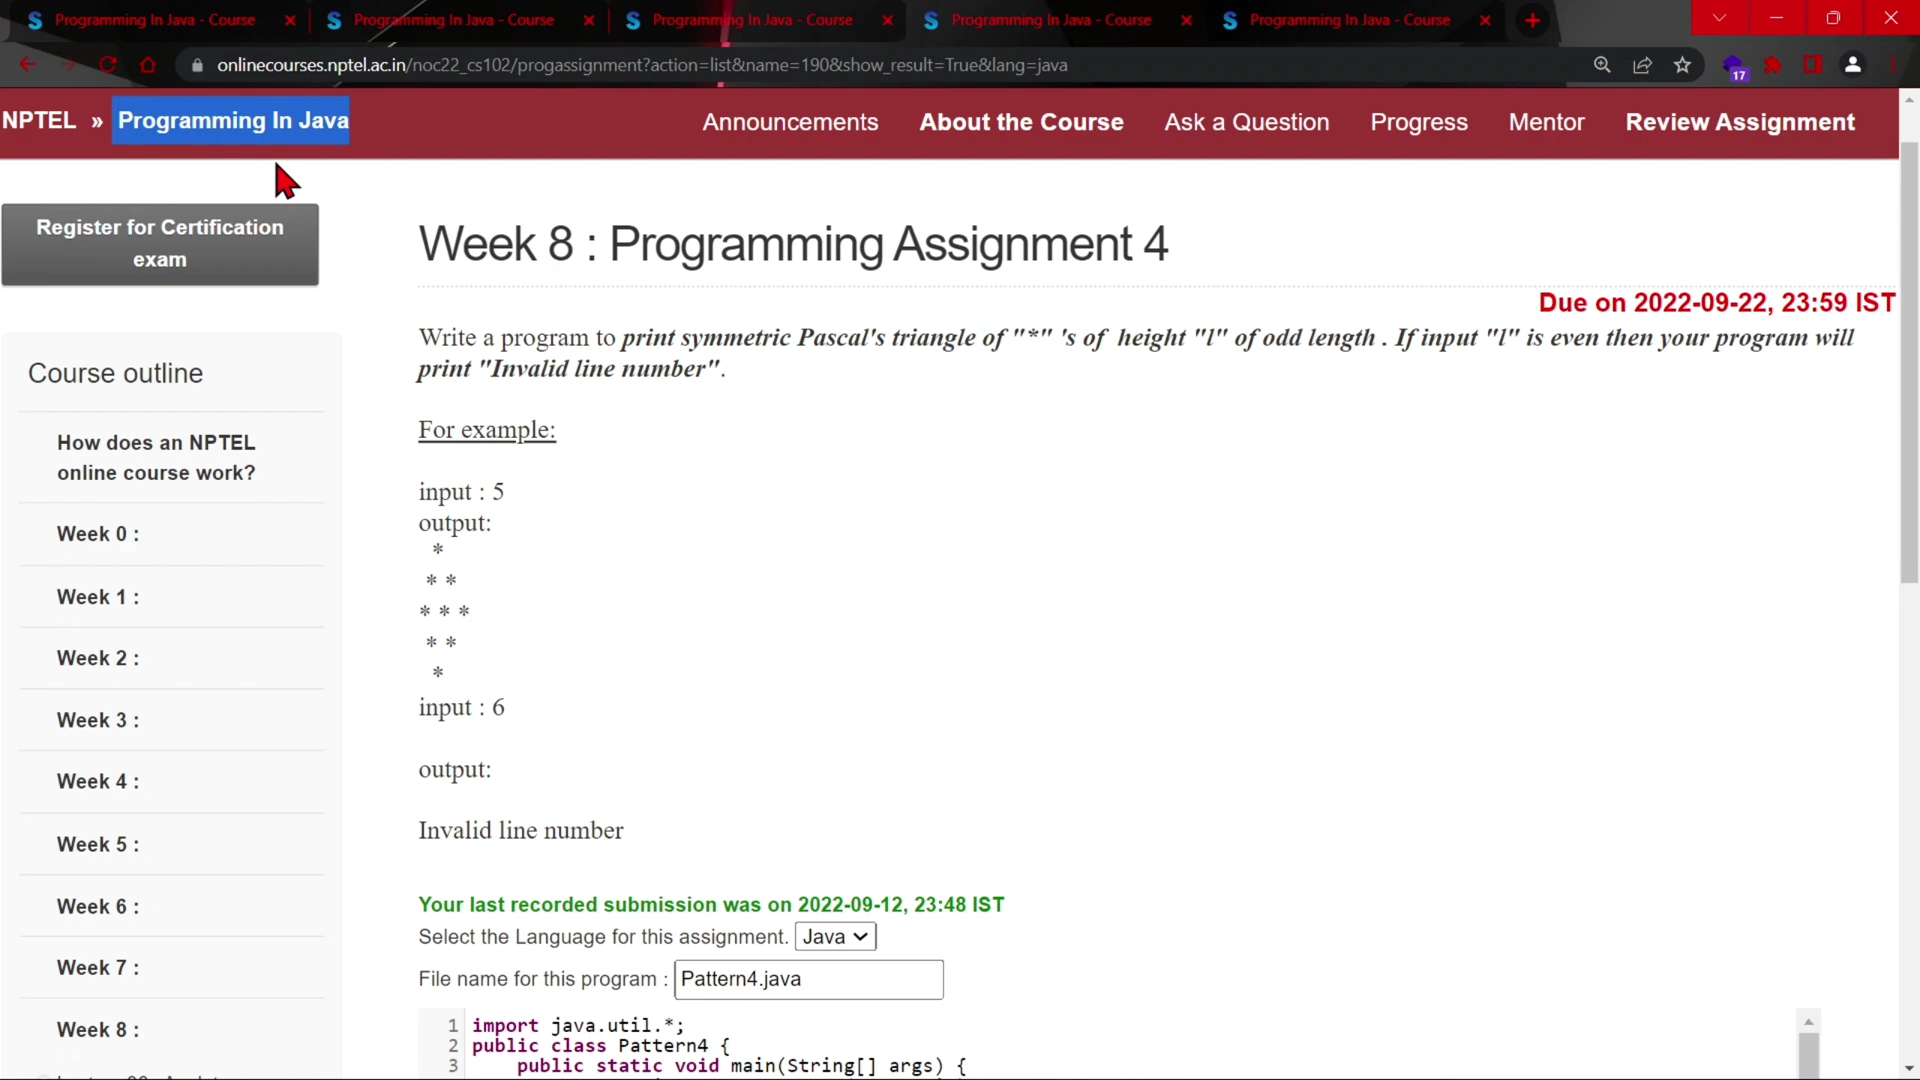 Programming In Java - Course
Programming In Java - Course
Programming In Java - Course
Programming In Java - Course
Programming In Java - Course
onlinecourses.nptel.ac.in/noc22_cs102/progassignment?action=list&name=190&show_result=True&lang=java
17
NPTEL » Programming In Java
Announcements About the Course Ask a Question Progress Mentor Review Assignment
Register for Certification
exam
Course outline
How does an NPTEL
online course work?
Week 0 :
Week 1 :
Week 2 :
Week 3 :
Week 4 :
Week 5 :
Week 6 :
Week 7 :
Week 8 :
Week 8 : Programming Assignment 4
Due on 2022-09-22, 23:59 IST
Write a program to print symmetric Pascal's triangle of "*" 's of height "l" of odd length . If input "l" is even then your program will
print "Invalid line number".
For example:
input : 5
output:
*
* *
* * *
* *
*
input : 6
output:
Invalid line number
Your last recorded submission was on 2022-09-12, 23:48 IST
Select the Language for this assignment. Java
File name for this program : Pattern4.java
1 import java.util.*;
2 public class Pattern4 {
3 public static void main(String[] args) {